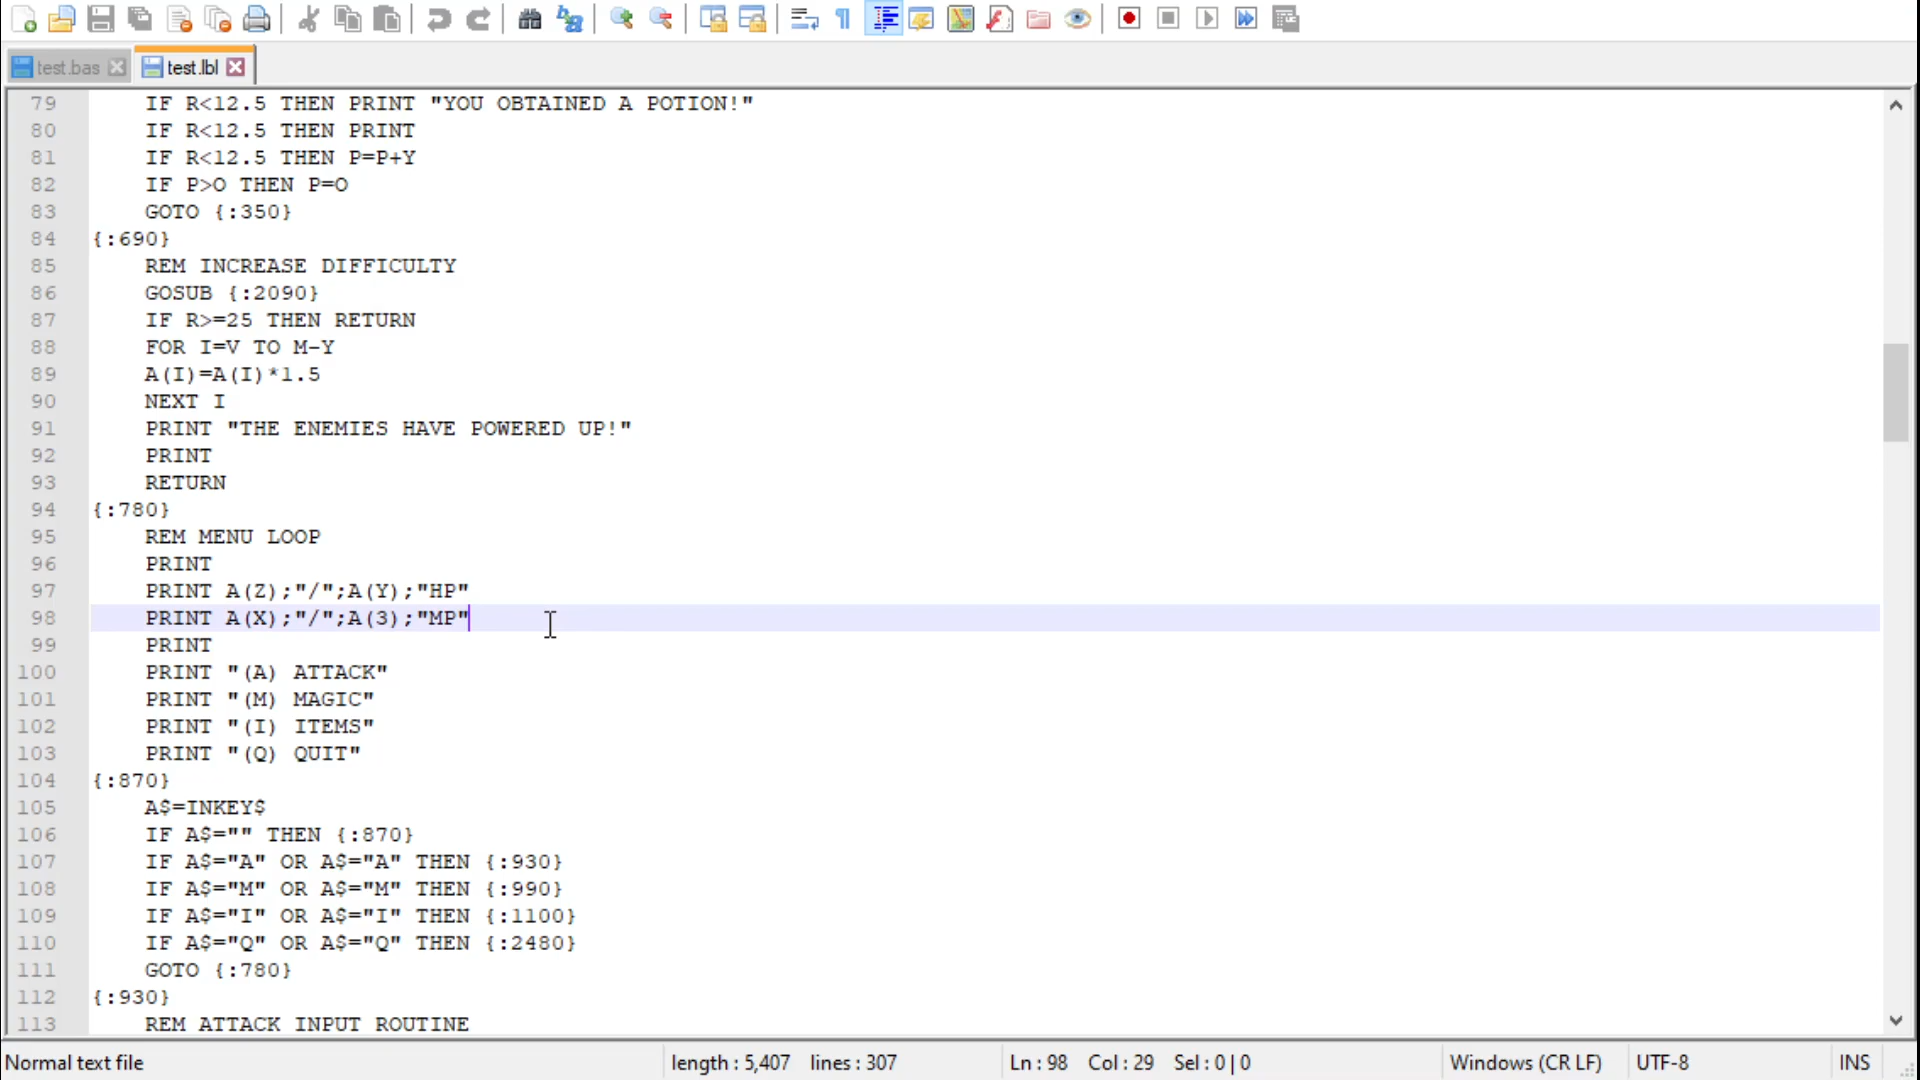 test.bas test.lbl
79 IF R<12.5 THEN PRINT "YOU OBTAINED A POTION!"
80 IF R<12.5 THEN PRINT
81 IF R<12.5 THEN P=P+Y
82 IF P>O THEN P=O
83 GOTO {:350}
84 {:690}
85 REM INCREASE DIFFICULTY
86 GOSUB {:2090}
87 IF R>=25 THEN RETURN
88 FOR I=V TO M-Y
89 A(I)=A(I)*1.5
90 NEXT I
91 PRINT "THE ENEMIES HAVE POWERED UP!"
92 PRINT
93 RETURN
94 {:780}
95 REM MENU LOOP
96 PRINT
97 PRINT A(Z);"/";A(Y);"HP"
98 PRINT A(X);"/";A(3);"MP"
99 PRINT
100 PRINT "(A) ATTACK"
101 PRINT "(M) MAGIC"
102 PRINT "(I) ITEMS"
103 PRINT "(Q) QUIT"
104 {:870}
105 A$=INKEY$
106 IF A$="" THEN {:870}
107 IF A$="A" OR A$="A" THEN {:930}
108 IF A$="M" OR A$="M" THEN {:990}
109 IF A$="I" OR A$="I" THEN {:1100}
110 IF A$="Q" OR A$="Q" THEN {:2480}
111 GOTO {:780}
112 {:930}
113 REM ATTACK INPUT ROUTINE
Normal text file length : 5,407 lines : 307 Ln : 98 Col : 29 Sel : 0 | 0 Windows (CR LF) UTF-8 INS